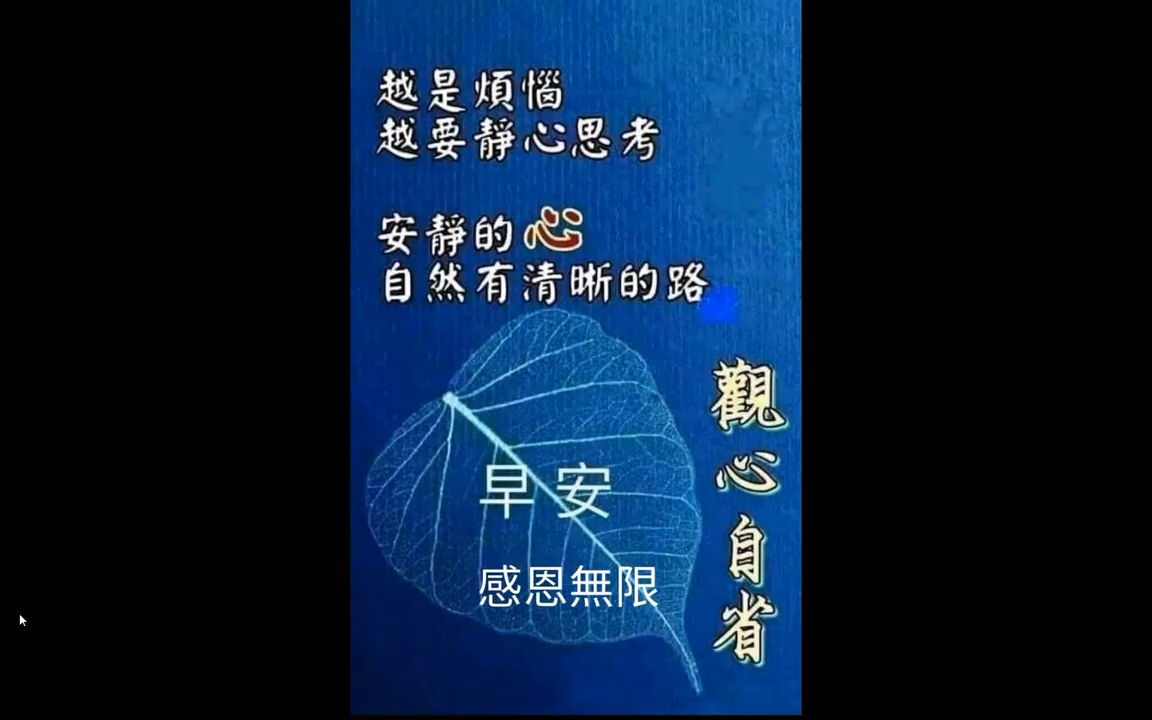 越是煩惱
越要靜心思考
安靜的心
自然有清晰的路
觀心自省
早安
感恩無限